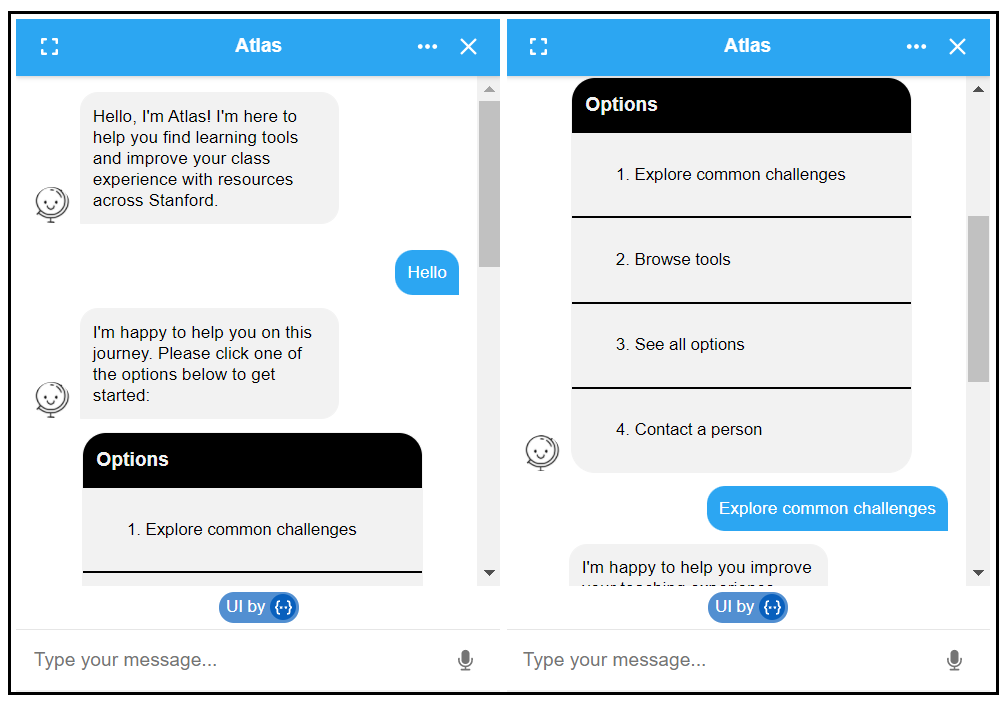 Atlas
Hello, I'm Atlas! I'm here to
help you find learning tools
and improve your class
experience with resources
across Stanford.
Hello
I'm happy to help you on this
journey. Please click one of
the options below to get
started:
Options
1. Explore common challenges
UI by {··}
Type your message...
Atlas
Options
1. Explore common challenges
2. Browse tools
3. See all options
4. Contact a person
Explore common challenges
I'm happy to help you improve
your teaching experience
UI by {··}
Type your message...